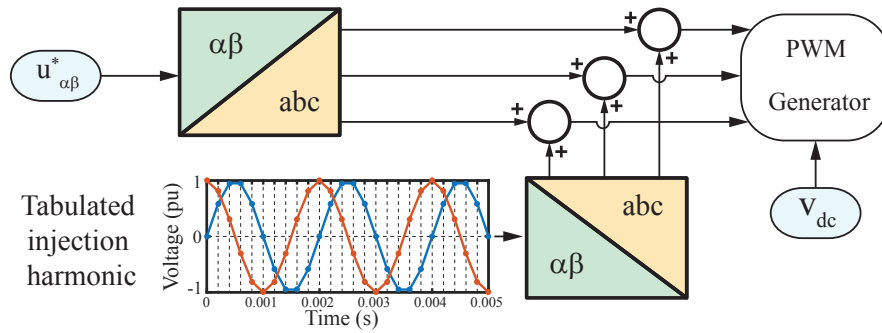 u*αβ
αβ
abc
+
+
+
+
+
+
PWM
Generator
Tabulated
injection
harmonic
Voltage (pu)
1
0
-1
0
0.001
0.002
0.003
0.004
0.005
Time (s)
abc
αβ
Vdc